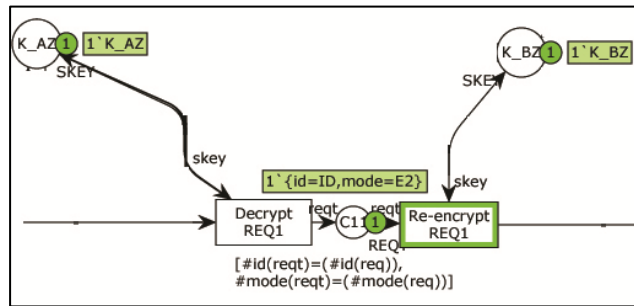 K_AZ 1 1`K_AZ
SKEY
K_BZ 1 1`K_BZ
SKE
skey
skey
1`{id=ID,mode=E2}
Decrypt
REQ1
reqt
C11 1
reqt
REQ
Re-encrypt
REQ1
[#id(reqt)=(#id(req)),
#mode(reqt)=(#mode(req))]